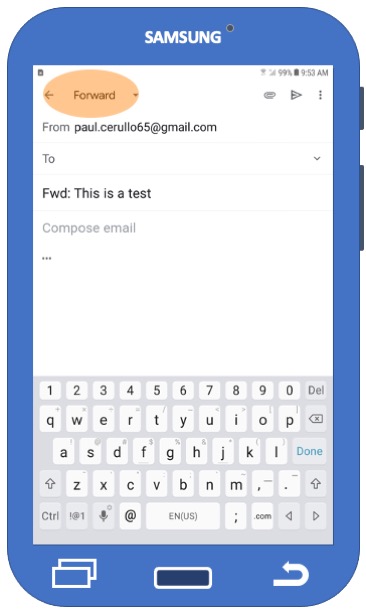 SAMSUNG
99% 9:53 AM
Forward
From paul.cerullo65@gmail.com
To
Fwd: This is a test
Compose email
...
1 2 3 4 5 6 7 8 9 0 Del
q w e r t y u i o p
a s d f g h j k l Done
z x c v b n m , .
Ctrl !@1 @ EN(US) ; .com